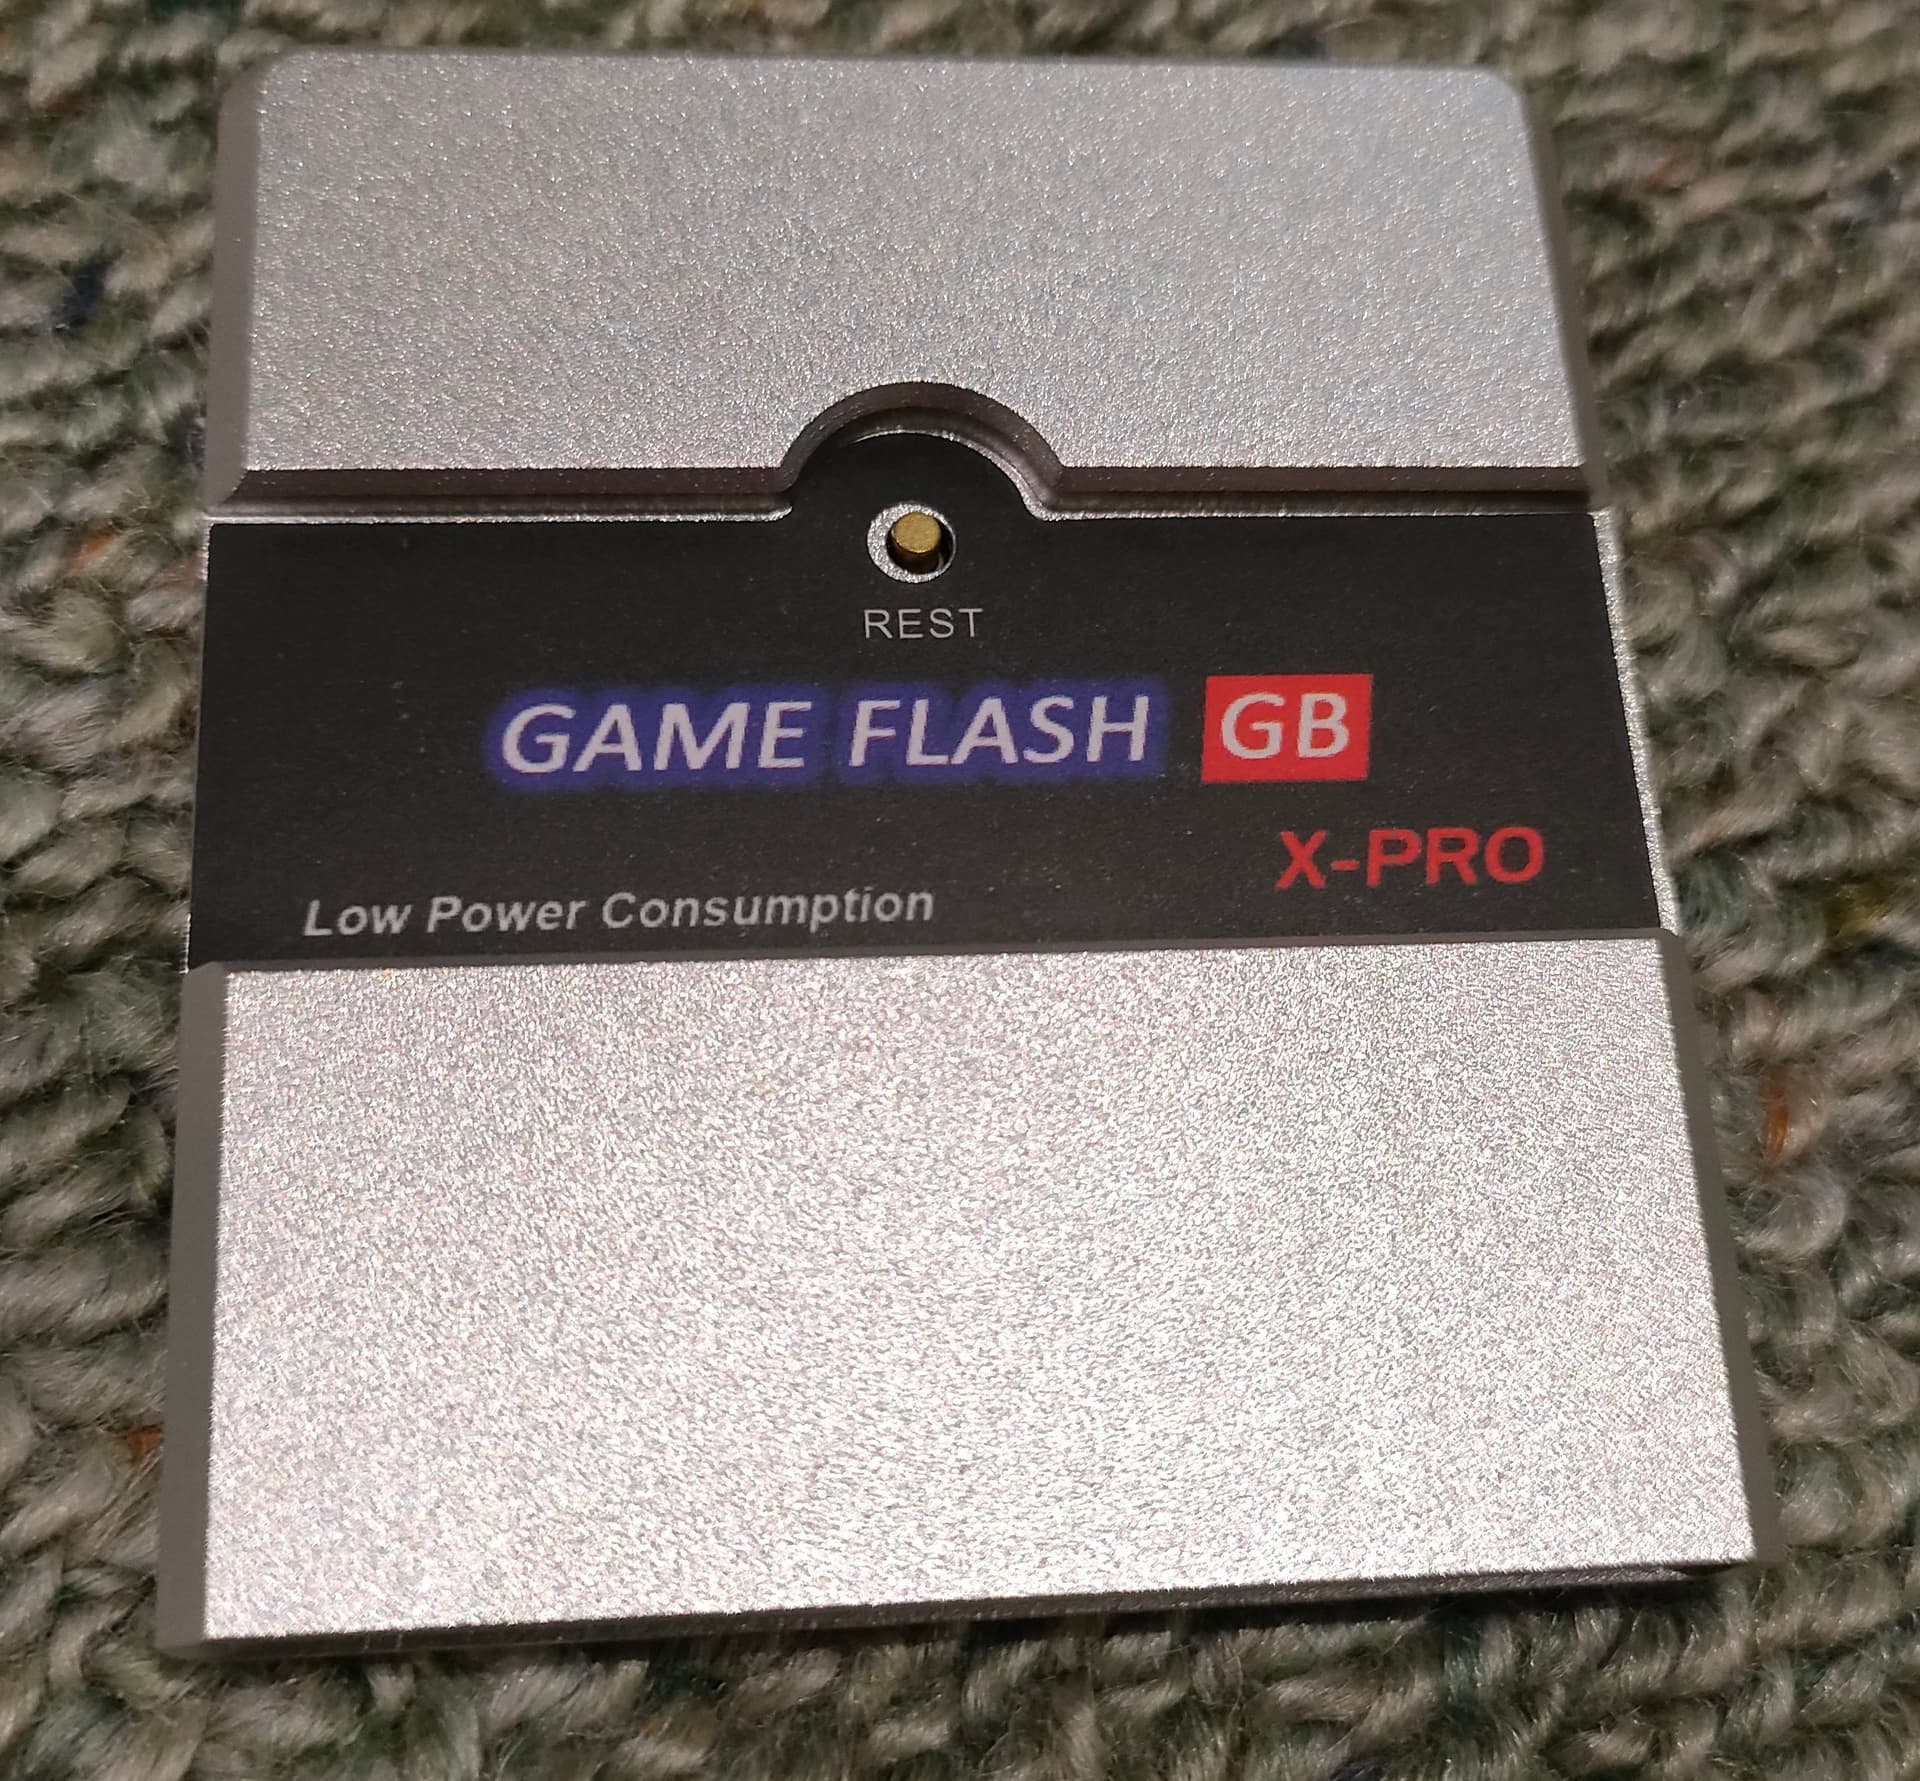 REST
GAME FLASH GB
X-PRO
Low Power Consumption